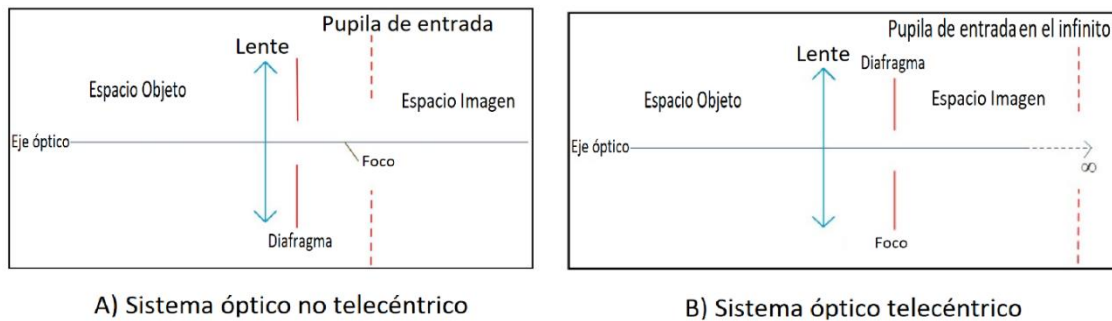 Pupila de entrada
Lente
Espacio Objeto
Espacio Imagen
Eje óptico
Foco
Diafragma
A) Sistema óptico no telecéntrico
Pupila de entrada en el infinito
Lente
Diafragma
Espacio Objeto
Espacio Imagen
Eje óptico
∞
Foco
B) Sistema óptico telecéntrico